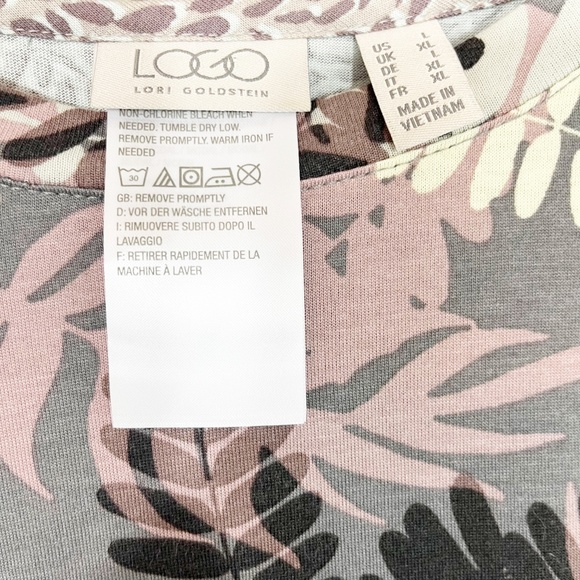 LOGO
LORI GOLDSTEIN
US L
UK XL
DE L
IT XL
FR XL
MADE IN
VIETNAM
NON-CHLORINE BLEACH WHEN
NEEDED. TUMBLE DRY LOW.
REMOVE PROMPTLY. WARM IRON IF
NEEDED
30
GB: REMOVE PROMPTLY
D: VOR DER WÄSCHE ENTFERNEN
I: RIMUOVERE SUBITO DOPO IL
LAVAGGIO
F: RETIRER RAPIDEMENT DE LA
MACHINE À LAVER